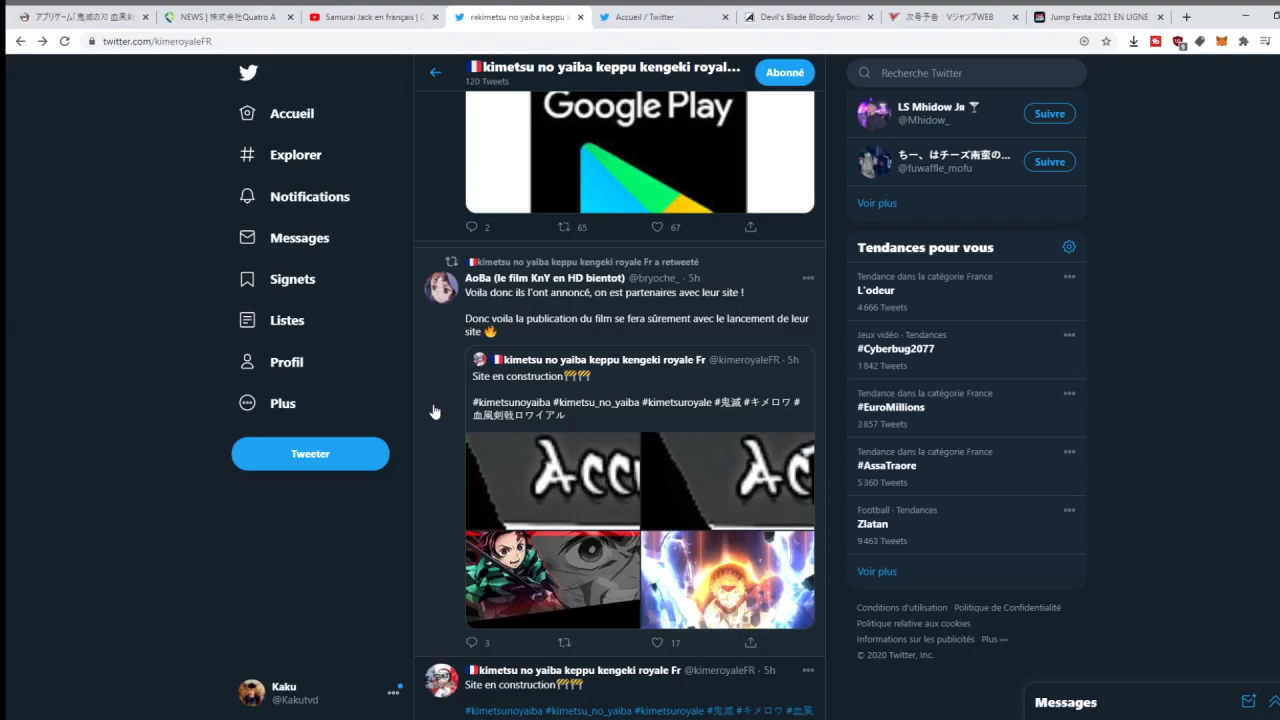 アプリゲーム「鬼滅の刃 血風剣
NEWS | 株式会社Quatro A
Samurai Jack en français | C
kimetsu no yaiba keppu k
Accueil / Twitter
Devil's Blade Bloody Sword
次号予告 | VジャンプWEB
Jump Festa 2021 EN LIGNE
twitter.com/kimeroyaleFR
Accueil
Explorer
Notifications
Messages
Signets
Listes
Profil
Plus
Tweeter
Kaku
@Kakutvd
kimetsu no yaiba keppu kengeki royal...
120 Tweets
Abonné
Google Play
2 65 67
kimetsu no yaiba keppu kengeki royale Fr a retweeté
AoBa (le film KnY en HD bientot) @bryoche_ · 5h
Voila donc ils l'ont annoncé, on est partenaires avec leur site !
Donc voila la publication du film se fera sûrement avec le lancement de leur
site 🔥
🇫🇷kimetsu no yaiba keppu kengeki royale Fr @kimeroyaleFR · 5h
Site en construction🚧🚧
#kimetsunoyaiba #kimetsu_no_yaiba #kimetsuroyale #鬼滅 #キメロワ #
血風剣戟ロワイアル
Acc
Ac
3 17
🇫🇷kimetsu no yaiba keppu kengeki royale Fr @kimeroyaleFR · 5h
Site en construction🚧🚧
#kimetsunoyaiba #kimetsu_no_yaiba #kimetsuroyale #鬼滅 #キメロワ #血風
Recherche Twitter
LS Mhidow Jя 🍸
@Mhidow_
Suivre
ちー、はチーズ南蛮の...
@fuwaffle_mofu
Suivre
Voir plus
Tendances pour vous
Tendance dans la catégorie France
L'odeur
4 666 Tweets
Jeux vidéo · Tendances
#Cyberbug2077
1 842 Tweets
Tendance dans la catégorie France
#EuroMillions
3 857 Tweets
Tendance dans la catégorie France
#AssaTraore
5 360 Tweets
Football · Tendances
Zlatan
9 463 Tweets
Voir plus
Conditions d'utilisation Politique de Confidentialité
Politique relative aux cookies
Informations sur les publicités Plus ···
© 2020 Twitter, Inc.
Messages